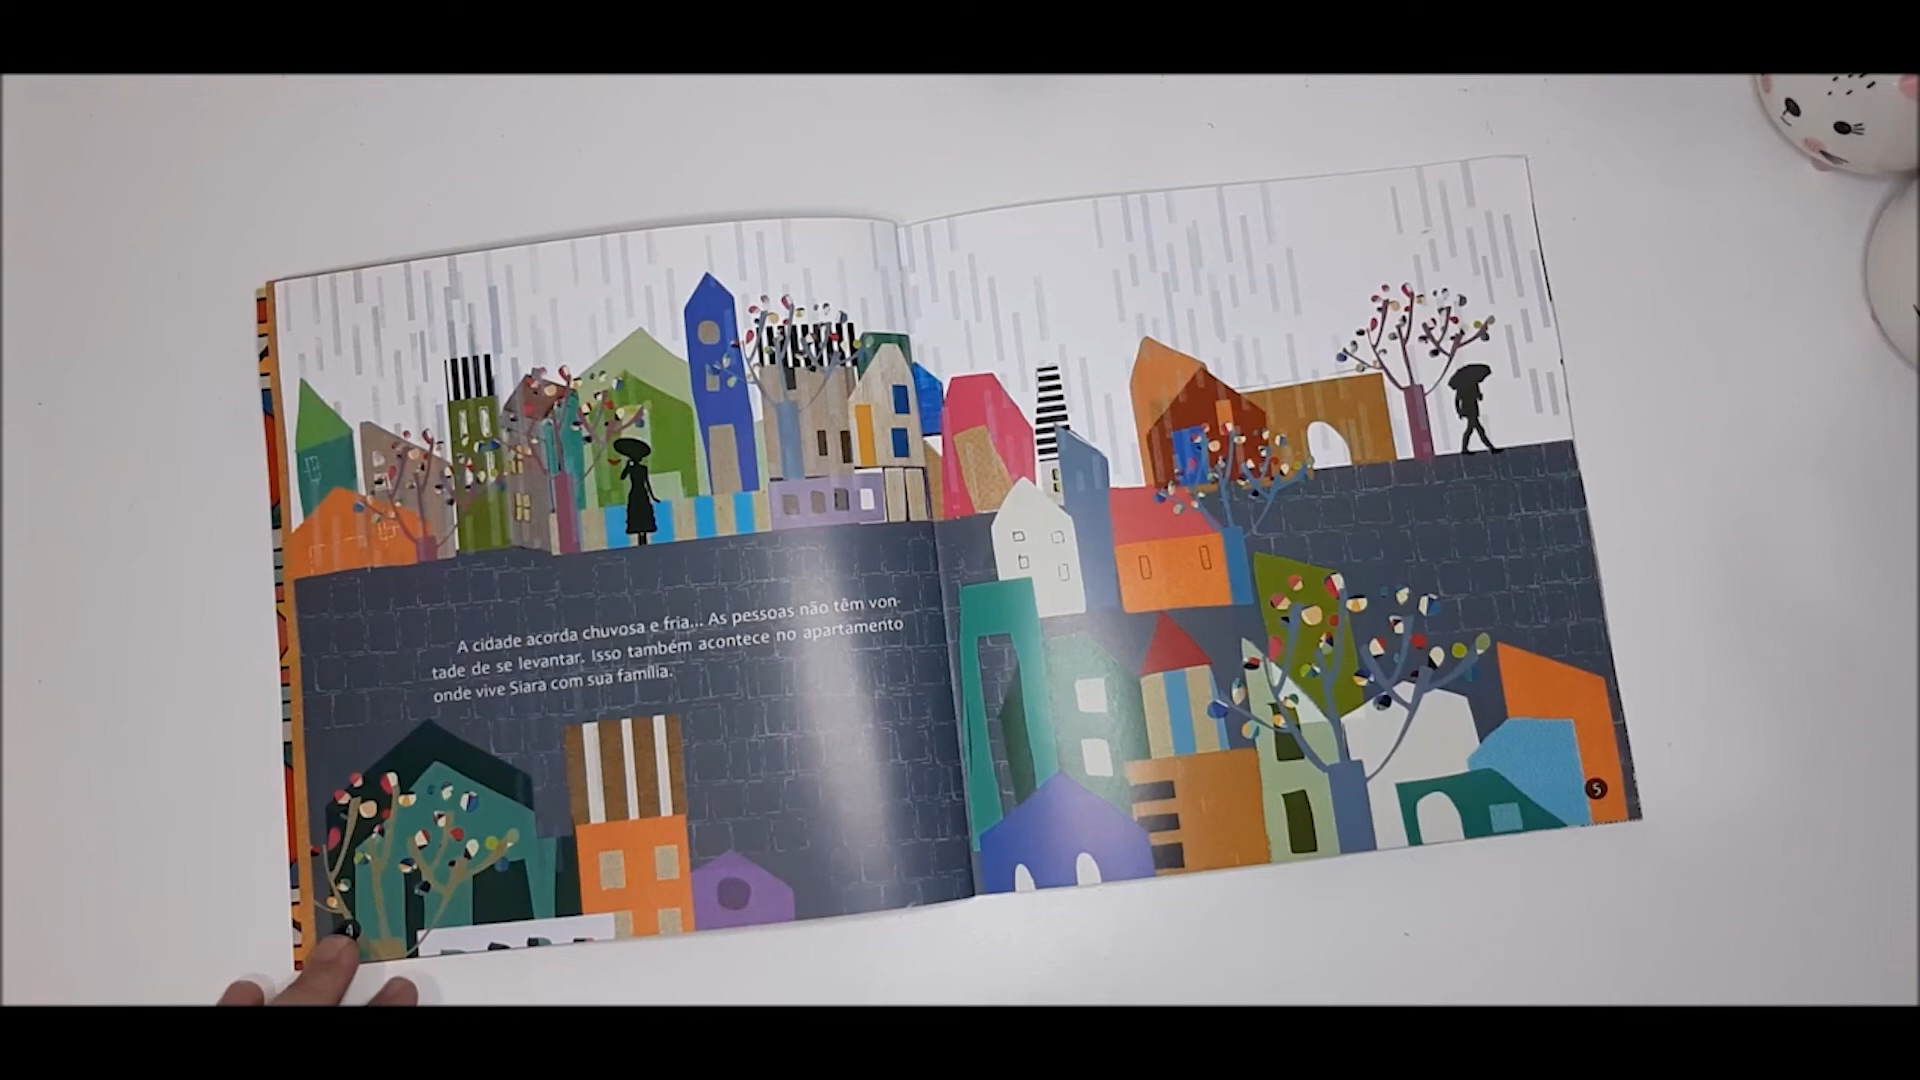 A cidade acorda chuvosa e fria... As pessoas não têm von-
tade de se levantar. Isso também acontece no apartamento
onde vive Siara com sua família.
4
5